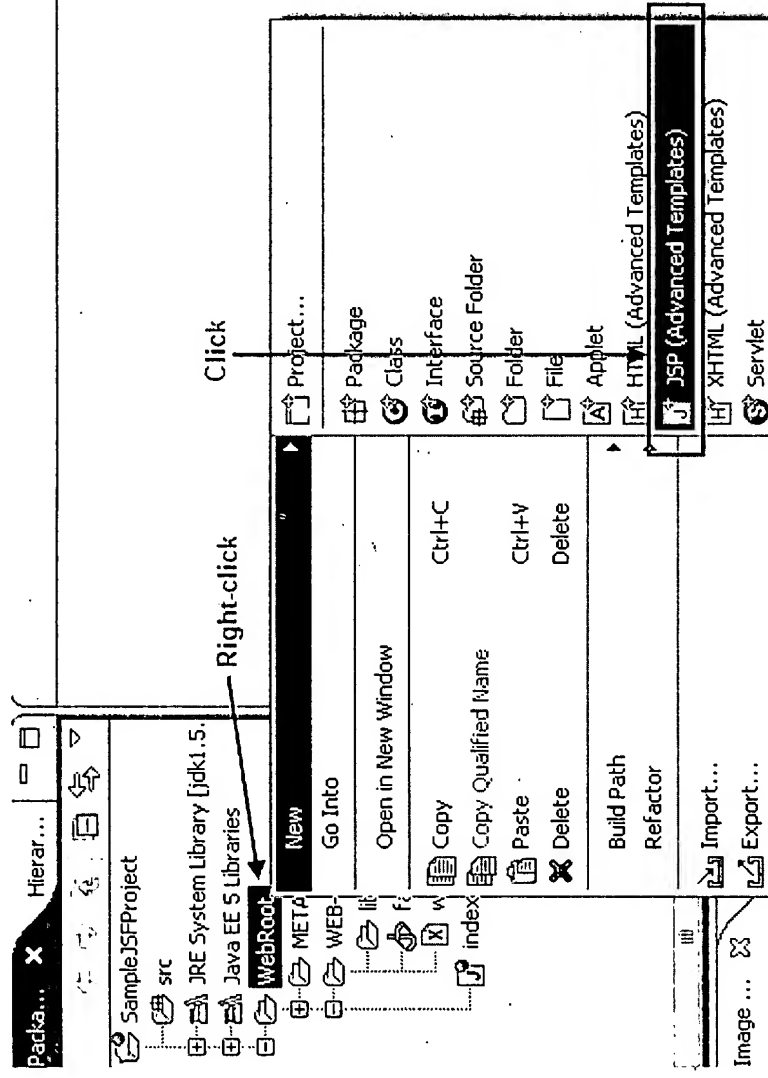 Packa...
Hierar...
SampleJSFProject
src
JRE System Library [jdk1.5.
Java EE 5 Libraries
WebRoot
META
WEB-
index
Image ...
Right-click
Click
New
Go Into
Open in New Window
Copy Ctrl+C
Copy Qualified Name
Paste Ctrl+V
Delete Delete
Build Path
Refactor
Import...
Export...
Project...
Package
Class
Interface
Source Folder
Folder
File
Applet
HTML (Advanced Templates)
JSP (Advanced Templates)
XHTML (Advanced Templates)
Servlet